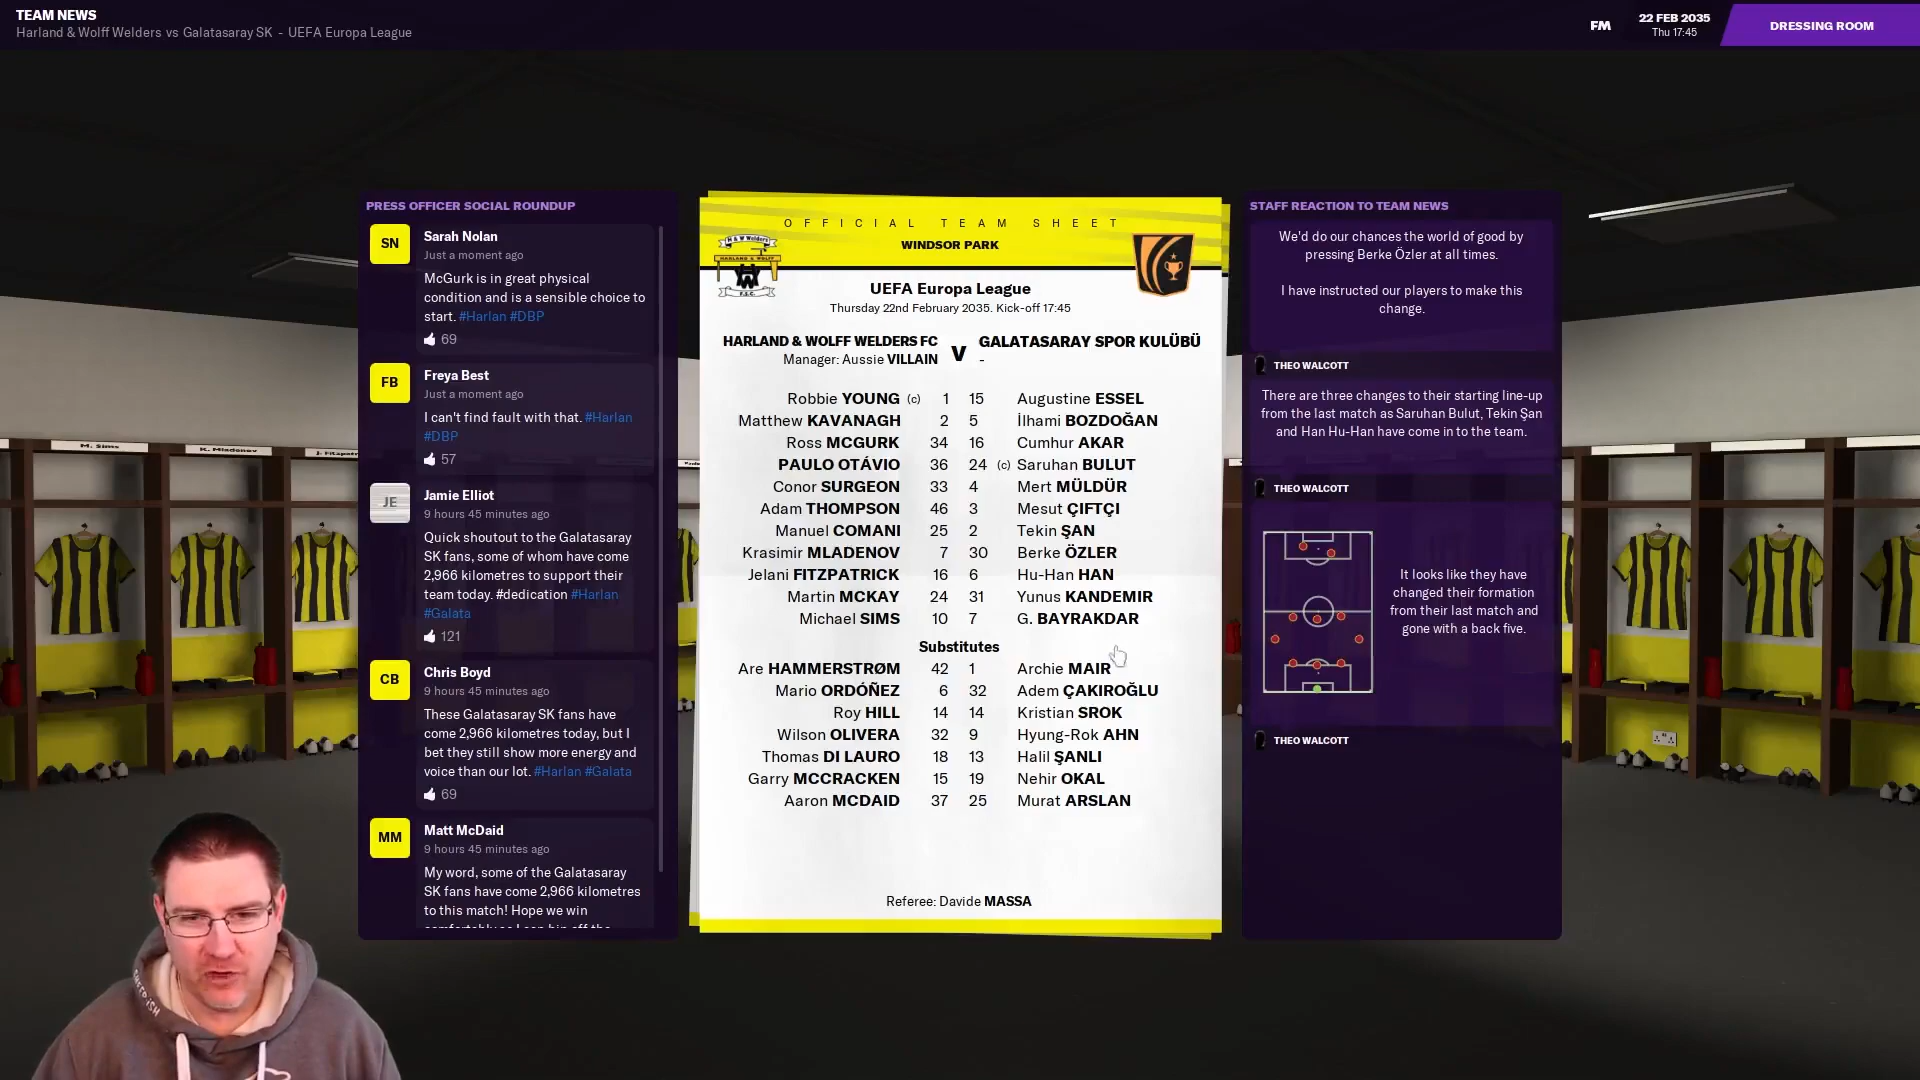 TEAM NEWS
Harland & Wolff Welders vs Galatasaray SK - UEFA Europa League
FM
22 FEB 2035
Thu 17:45
DRESSING ROOM
M. Sims
K. Mladenov
J. Fitzpatr
PRESS OFFICER SOCIAL ROUNDUP
SN
Sarah Nolan
Just a moment ago
McGurk is in great physical
condition and is a sensible choice to
start. #Harlan #DBP
69
FB
Freya Best
Just a moment ago
I can't find fault with that. #Harlan
#DBP
57
JE
Jamie Elliot
9 hours 45 minutes ago
Quick shoutout to the Galatasaray
SK fans, some of whom have come
2,966 kilometres to support their
team today. #dedication #Harlan
#Galata
121
CB
Chris Boyd
9 hours 45 minutes ago
These Galatasaray SK fans have
come 2,966 kilometres today, but I
bet they still show more energy and
voice than our lot. #Harlan #Galata
69
MM
Matt McDaid
9 hours 45 minutes ago
My word, some of the Galatasaray
SK fans have come 2,966 kilometres
to this match! Hope we win
OFFICIAL TEAM SHEET
WINDSOR PARK
H & W Welders
HARLAND & WOLFF
F.S.C.
UEFA Europa League
Thursday 22nd February 2035. Kick-off 17:45
HARLAND & WOLFF WELDERS FC V GALATASARAY SPOR KULÜBÜ
Manager: Aussie VILLAIN -
Robbie YOUNG (c) 1 15 Augustine ESSEL
Matthew KAVANAGH 2 5 İlhami BOZDOĞAN
Ross MCGURK 34 16 Cumhur AKAR
PAULO OTÁVIO 36 24 (c) Saruhan BULUT
Conor SURGEON 33 4 Mert MÜLDÜR
Adam THOMPSON 46 3 Mesut ÇIFTÇI
Manuel COMANI 25 2 Tekin ŞAN
Krasimir MLADENOV 7 30 Berke ÖZLER
Jelani FITZPATRICK 16 6 Hu-Han HAN
Martin MCKAY 24 31 Yunus KANDEMIR
Michael SIMS 10 7 G. BAYRAKDAR
Substitutes
Are HAMMERSTRØM 42 1 Archie MAIR
Mario ORDÓÑEZ 6 32 Adem ÇAKIROĞLU
Roy HILL 14 14 Kristian SROK
Wilson OLIVERA 32 9 Hyung-Rok AHN
Thomas DI LAURO 18 13 Halil ŞANLI
Garry MCCRACKEN 15 19 Nehir OKAL
Aaron MCDAID 37 25 Murat ARSLAN
Referee: Davide MASSA
STAFF REACTION TO TEAM NEWS
We'd do our chances the world of good by
pressing Berke Özler at all times.
I have instructed our players to make this
change.
THEO WALCOTT
There are three changes to their starting line-up
from the last match as Saruhan Bulut, Tekin Şan
and Han Hu-Han have come in to the team.
THEO WALCOTT
It looks like they have
changed their formation
from their last match and
gone with a back five.
THEO WALCOTT